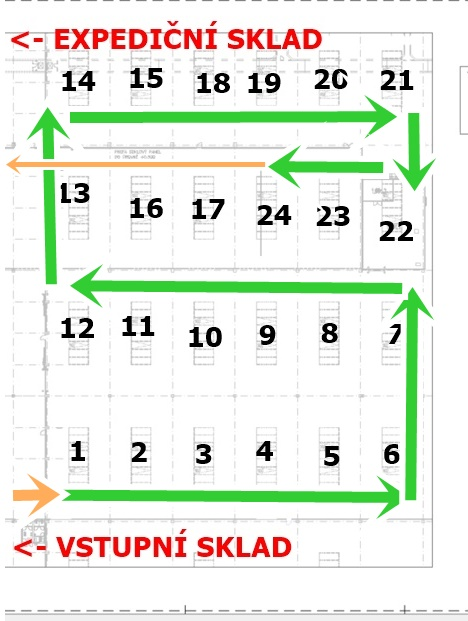 <- EXPEDIČNÍ SKLAD
14 15 18 19 20 21
13 16 17 24 23 22
12 11 10 9 8 7
1 2 3 4 5 6
<- VSTUPNÍ SKLAD